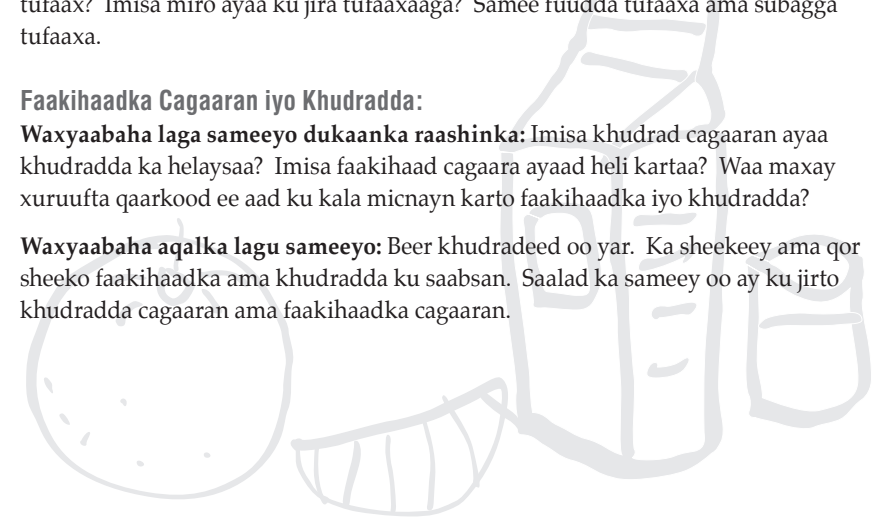 tufaax? Imisa miro ayaa ku jira tufaaxaaga? Samee fuudda tufaaxa ama subagga
tufaaxa.
Faakihaadka Cagaaran iyo Khudradda:
Waxyaabaha laga sameeyo dukaanka raashinka: Imisa khudrad cagaaran ayaa
khudradda ka helaysaa? Imisa faakihaad cagaara ayaad heli kartaa? Waa maxay
xuruufta qaarkood ee aad ku kala micnayn karto faakihaadka iyo khudradda?
Waxyaabaha aqalka lagu sameeyo: Beer khudradeed oo yar. Ka sheekeey ama qor
sheeko faakihaadka ama khudradda ku saabsan. Saalad ka sameey oo ay ku jirto
khudradda cagaaran ama faakihaadka cagaaran.